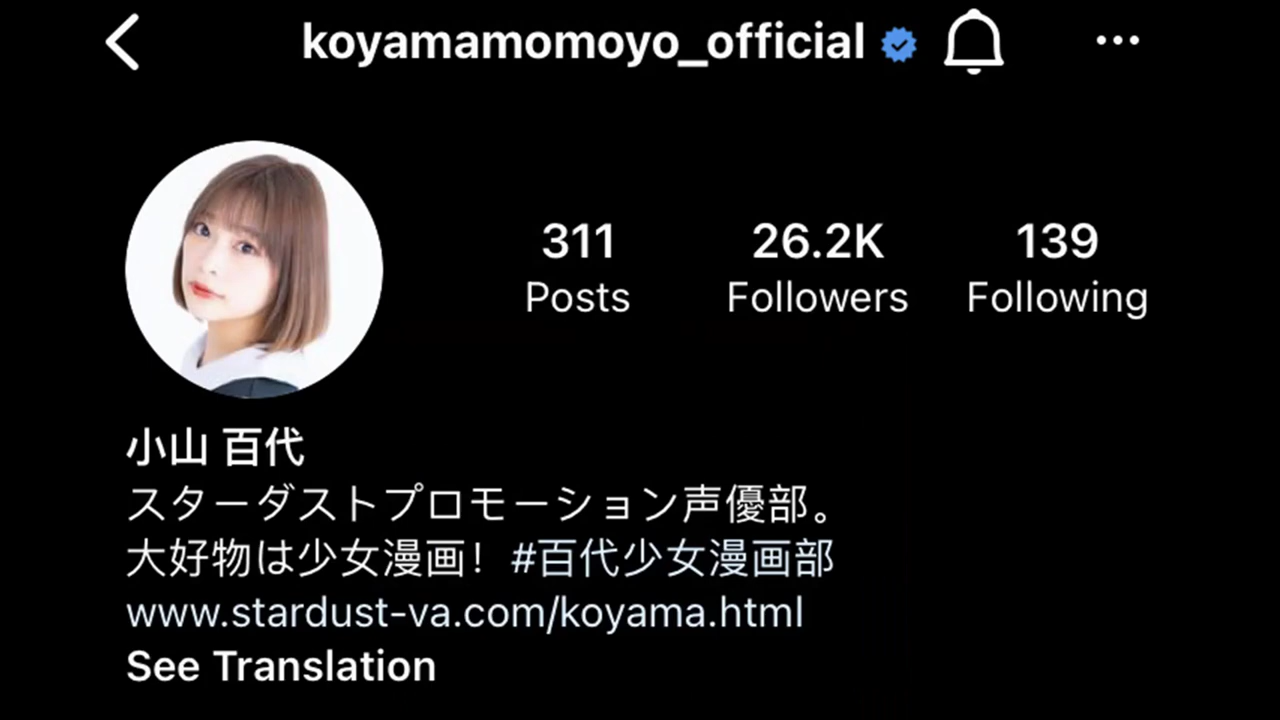 koyamamomoyo_official
311 26.2K 139
Posts Followers Following
小山 百代
スターダストプロモーション声優部。
大好物は少女漫画! #百代少女漫画部
www.stardust-va.com/koyama.html
See Translation